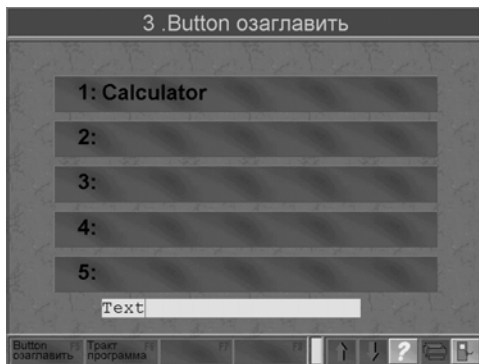 3 .Button озаглавить
1: Calculator
2:
3:
4:
5:
Text
Button F5 Тракт F6 F7 F8
озаглавить программа
?